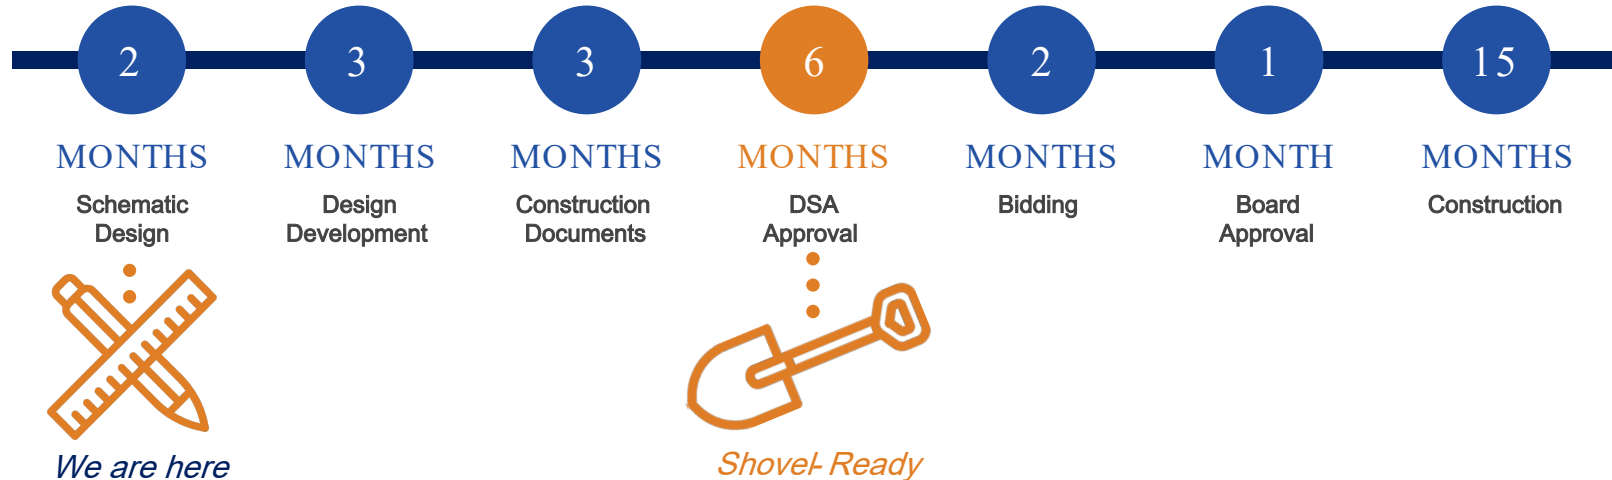 2
MONTHS
Schematic
Design
We are here
3
MONTHS
Design
Development
3
MONTHS
Construction
Documents
6
MONTHS
DSA
Approval
Shovel-Ready
2
MONTHS
Bidding
1
MONTH
Board
Approval
15
MONTHS
Construction